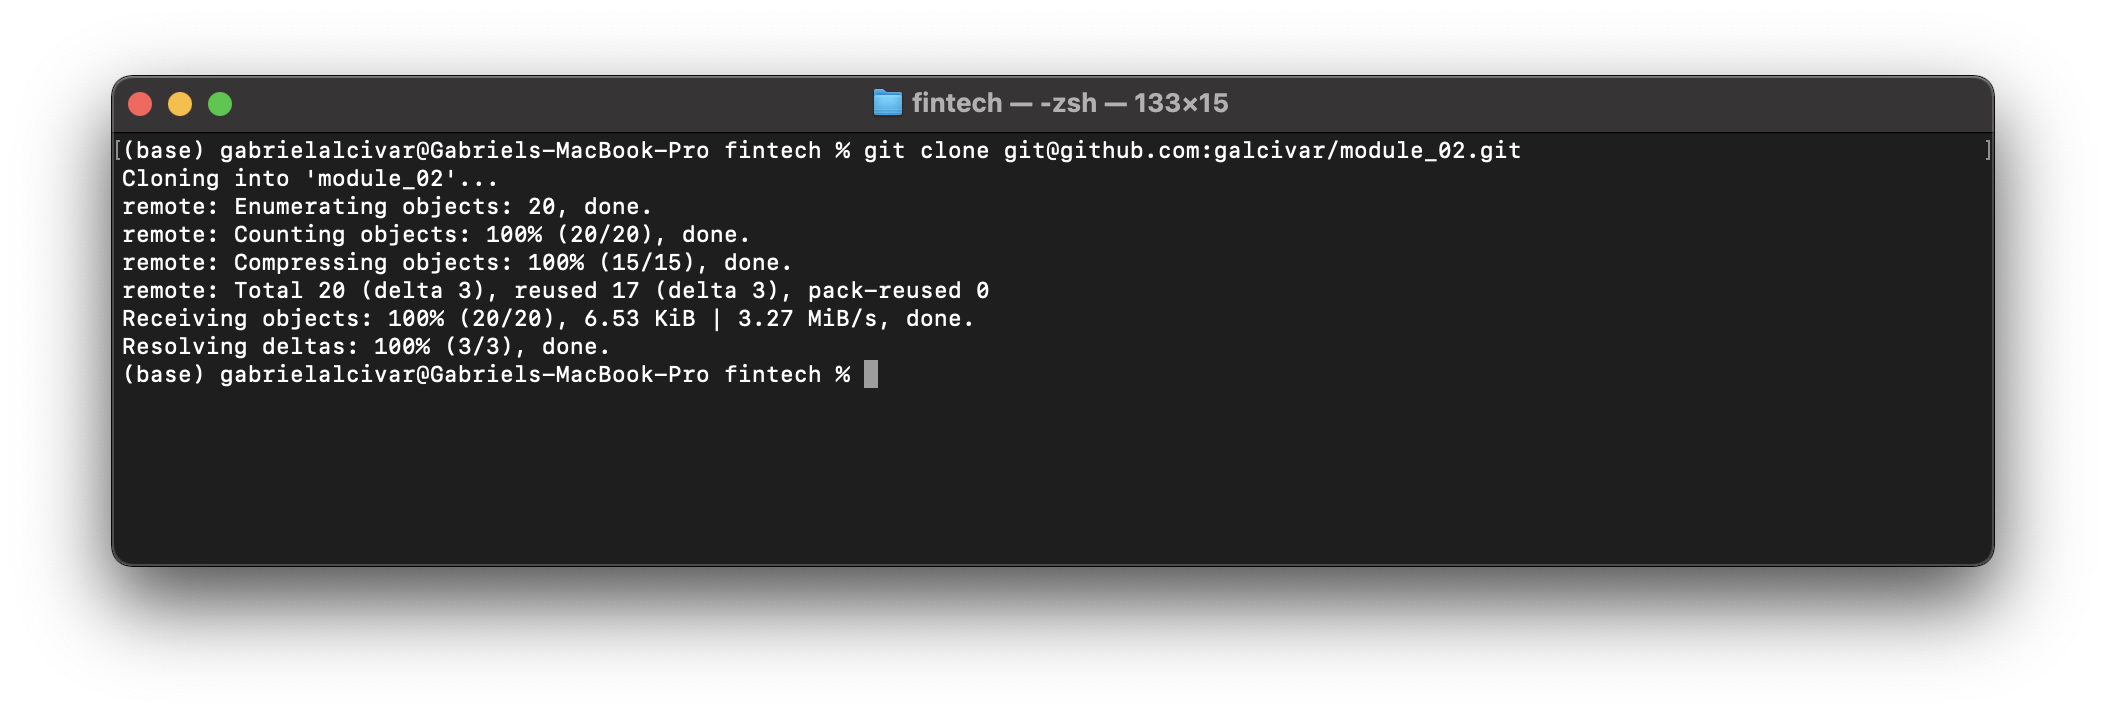 fintech — -zsh — 133×15
[(base) gabrielalcivar@Gabriels-MacBook-Pro fintech % git clone git@github.com:galcivar/module_02.git ]
Cloning into 'module_02'...
remote: Enumerating objects: 20, done.
remote: Counting objects: 100% (20/20), done.
remote: Compressing objects: 100% (15/15), done.
remote: Total 20 (delta 3), reused 17 (delta 3), pack-reused 0
Receiving objects: 100% (20/20), 6.53 KiB | 3.27 MiB/s, done.
Resolving deltas: 100% (3/3), done.
(base) gabrielalcivar@Gabriels-MacBook-Pro fintech %